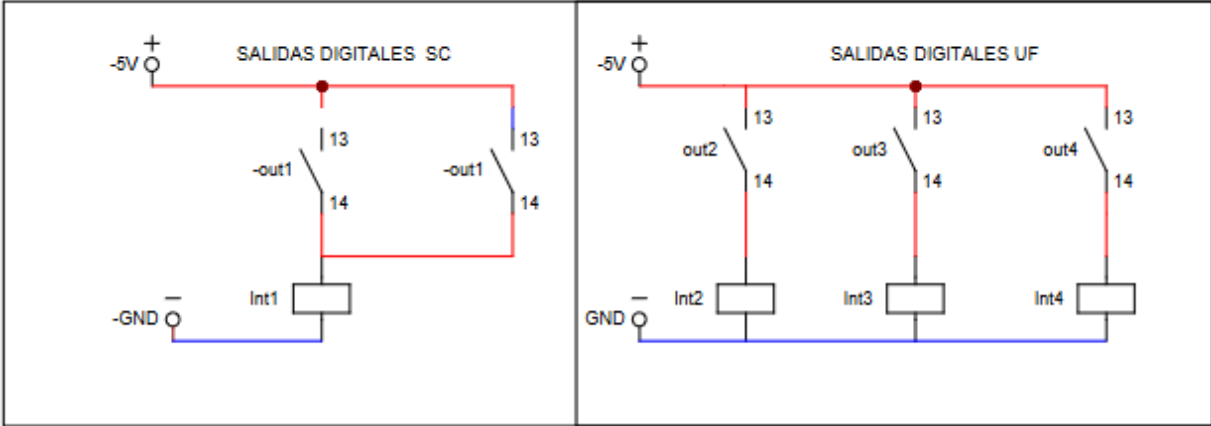 SALIDAS DIGITALES SC
+
-5V
13
-out1
14
13
-out1
14
Int1
-GND
−
SALIDAS DIGITALES UF
+
-5V
13
out2
14
13
out3
14
13
out4
14
Int2
Int3
Int4
GND
−